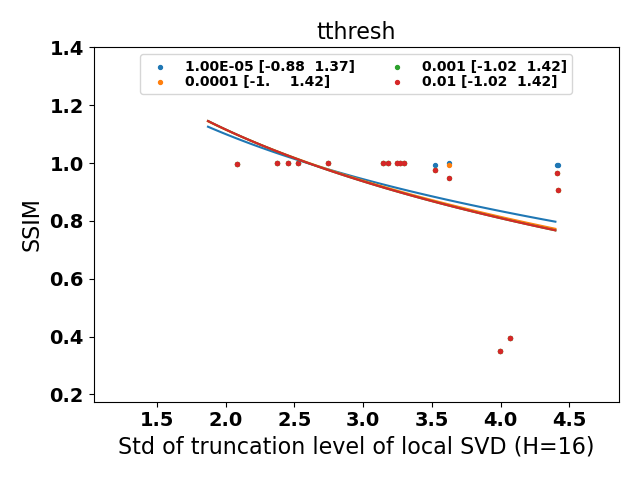 tthresh
1.00E-05 [-0.88  1.37]
0.0001 [-1.    1.42]
0.001 [-1.02  1.42]
0.01 [-1.02  1.42]
1.4
1.2
1.0
0.8
0.6
0.4
0.2
SSIM
1.5 2.0 2.5 3.0 3.5 4.0 4.5
Std of truncation level of local SVD (H=16)